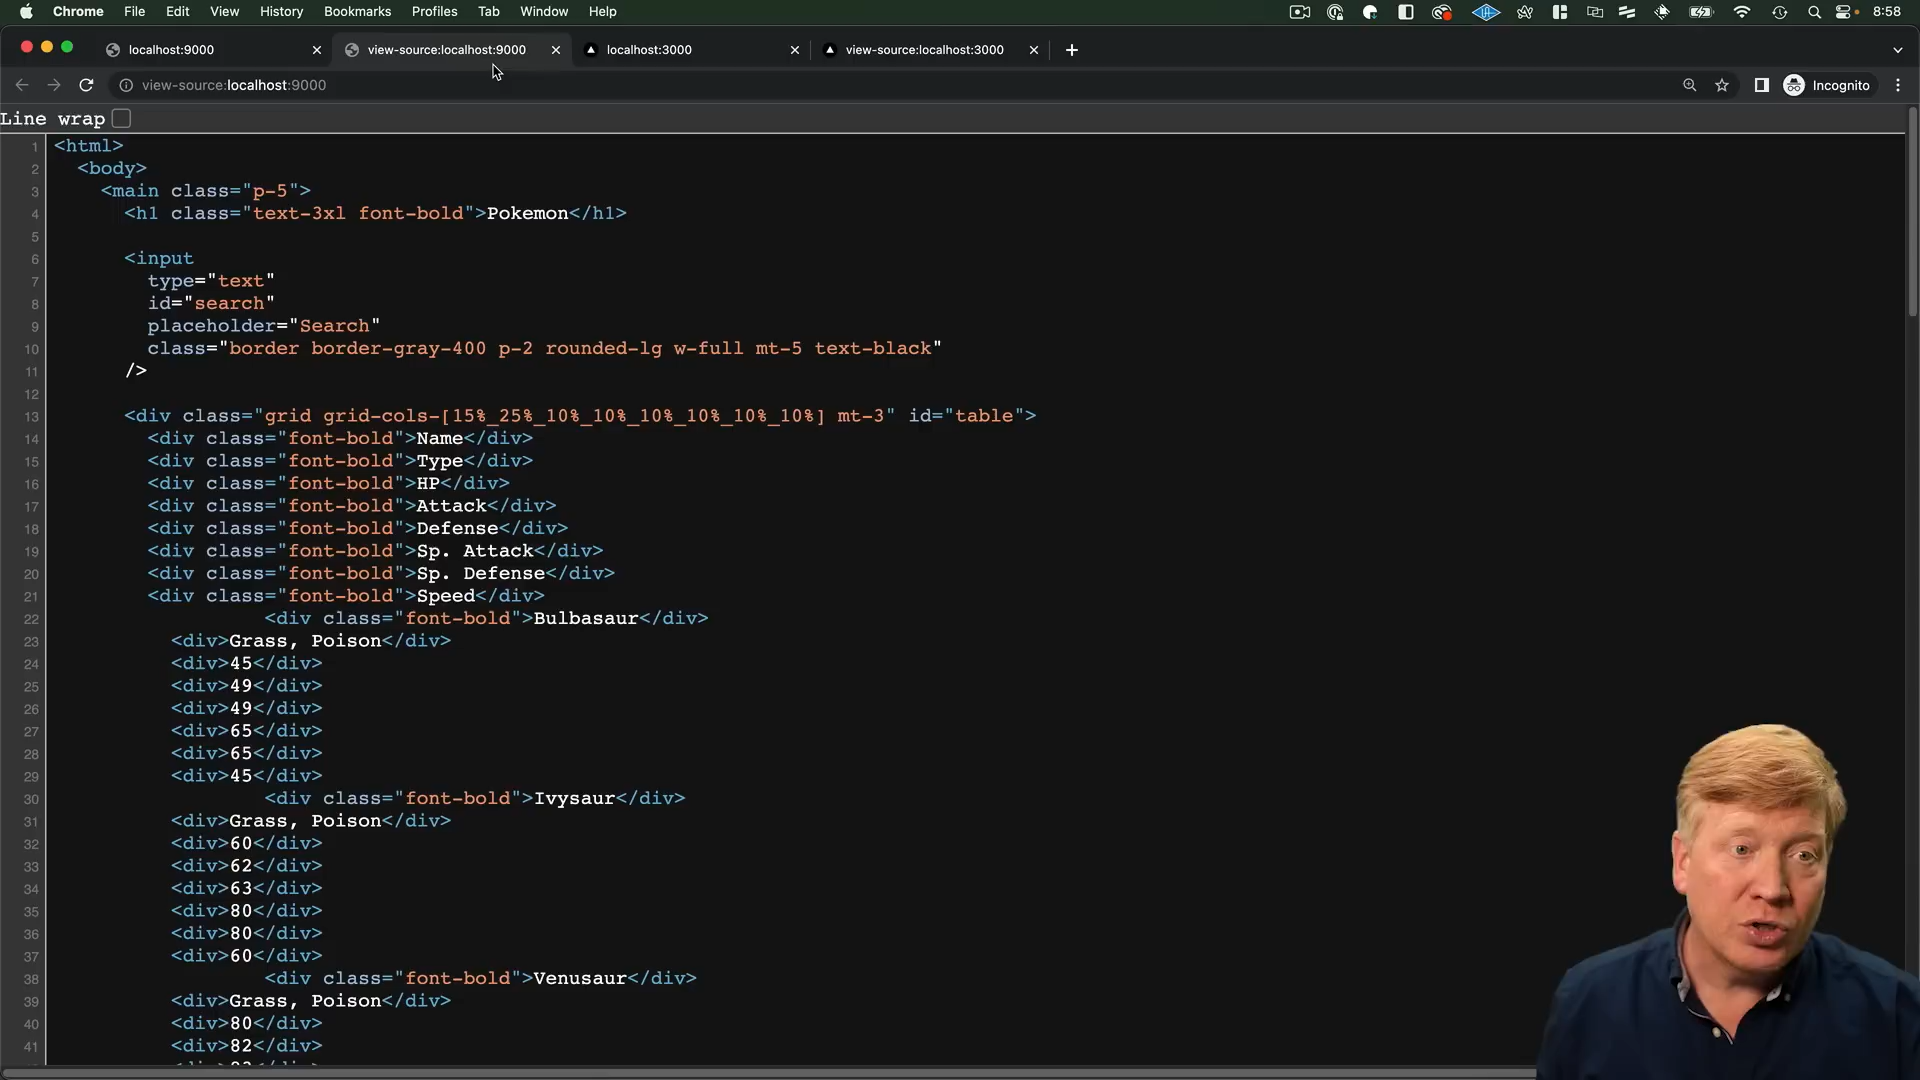 Chrome File Edit View History Bookmarks Profiles Tab Window Help 8:58
localhost:9000 view-source:localhost:9000 localhost:3000 view-source:localhost:3000
view-source:localhost:9000 Incognito
Line wrap
1 <html>
2 <body>
3 <main class="p-5">
4 <h1 class="text-3xl font-bold">Pokemon</h1>
5
6 <input
7 type="text"
8 id="search"
9 placeholder="Search"
10 class="border border-gray-400 p-2 rounded-lg w-full mt-5 text-black"
11 />
12
13 <div class="grid grid-cols-[15%_25%_10%_10%_10%_10%_10%_10%] mt-3" id="table">
14 <div class="font-bold">Name</div>
15 <div class="font-bold">Type</div>
16 <div class="font-bold">HP</div>
17 <div class="font-bold">Attack</div>
18 <div class="font-bold">Defense</div>
19 <div class="font-bold">Sp. Attack</div>
20 <div class="font-bold">Sp. Defense</div>
21 <div class="font-bold">Speed</div>
22 <div class="font-bold">Bulbasaur</div>
23 <div>Grass, Poison</div>
24 <div>45</div>
25 <div>49</div>
26 <div>49</div>
27 <div>65</div>
28 <div>65</div>
29 <div>45</div>
30 <div class="font-bold">Ivysaur</div>
31 <div>Grass, Poison</div>
32 <div>60</div>
33 <div>62</div>
34 <div>63</div>
35 <div>80</div>
36 <div>80</div>
37 <div>60</div>
38 <div class="font-bold">Venusaur</div>
39 <div>Grass, Poison</div>
40 <div>80</div>
41 <div>82</div>